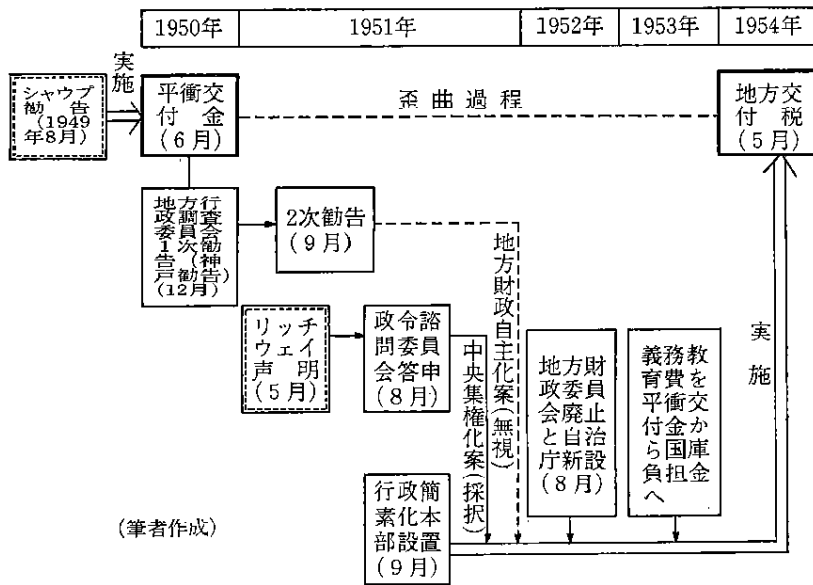 1950年 1951年 1952年 1953年 1954年
シャウプ
勧告
(1949
年8月)
実施
平衡交
付金
(6月)
歪曲過程
地方交
付税
(5月)
地方行
政調査
委員会
1次勧
告(神
戸勧告)
(12月)
2次勧告
(9月)
地方財政自主化案(無視)
リッチ
ウェイ
声明
(5月)
政令諮
問委員
会答申
(8月)
中央集権化案(採択)
地方財
政委員
会廃止
と自治
庁新設
(8月)
義務教
育費を
平衡交
付金か
ら国庫
負担金
へ
実施
行政簡
素化本
部設置
(9月)
(筆者作成)